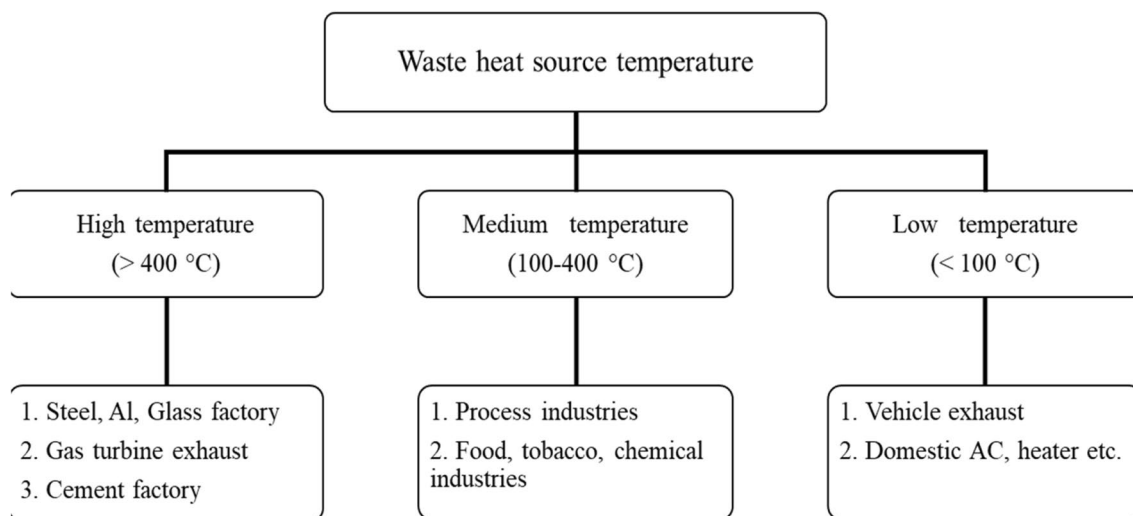 Waste heat source temperature
High temperature
(> 400 °C)
Medium temperature
(100-400 °C)
Low temperature
(< 100 °C)
1. Steel, Al, Glass factory
2. Gas turbine exhaust
3. Cement factory
1. Process industries
2. Food, tobacco, chemical
industries
1. Vehicle exhaust
2. Domestic AC, heater etc.